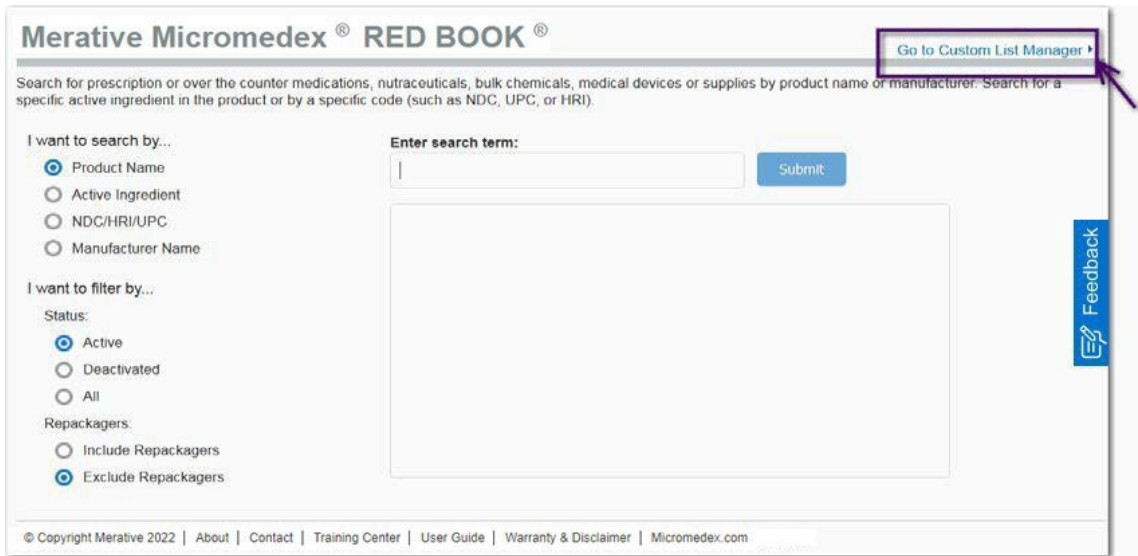 Merative Micromedex ® RED BOOK ®
Go to Custom List Manager
Search for prescription or over the counter medications, nutraceuticals, bulk chemicals, medical devices or supplies by product name or manufacturer. Search for a
specific active ingredient in the product or by a specific code (such as NDC, UPC, or HRI).
I want to search by...
Product Name
Active Ingredient
NDC/HRI/UPC
Manufacturer Name
Enter search term:
Submit
I want to filter by...
Status:
Active
Deactivated
All
Repackagers:
Include Repackagers
Exclude Repackagers
Feedback
© Copyright Merative 2022 | About | Contact | Training Center | User Guide | Warranty & Disclaimer | Micromedex.com